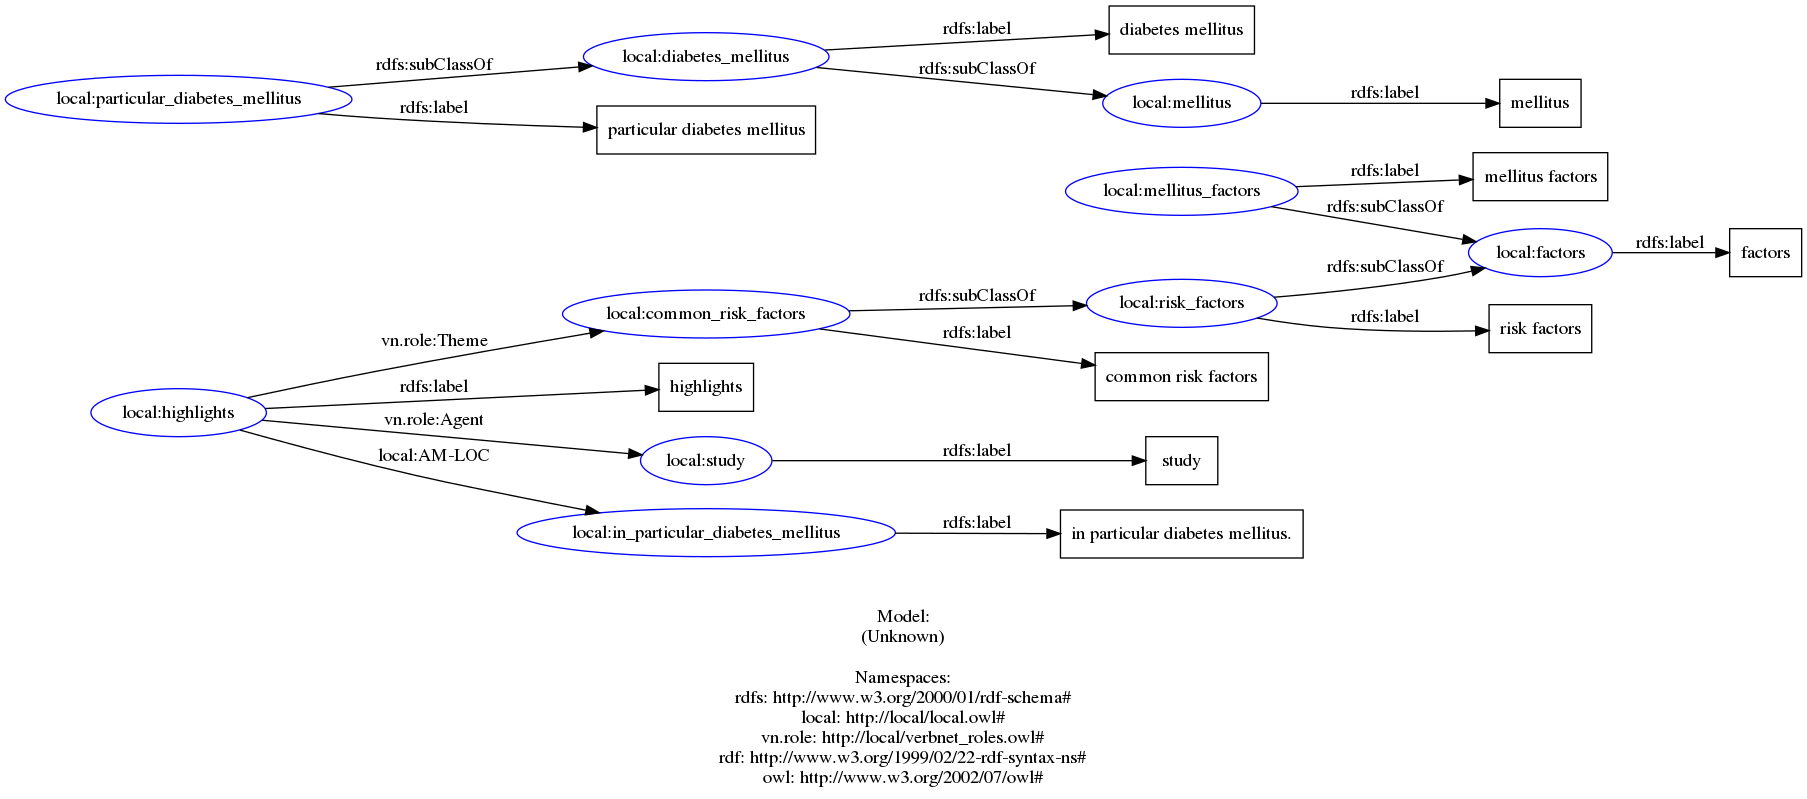 rdfs:label
diabetes mellitus
local:diabetes_mellitus
rdfs:subClassOf
rdfs:subClassOf
local:particular_diabetes_mellitus
local:mellitus
rdfs:label
mellitus
rdfs:label
particular diabetes mellitus
local:mellitus_factors
rdfs:label
mellitus factors
rdfs:subClassOf
local:factors
rdfs:label
factors
rdfs:subClassOf
local:common_risk_factors
rdfs:subClassOf
local:risk_factors
rdfs:label
risk factors
rdfs:label
common risk factors
vn.role:Theme
rdfs:label
highlights
local:highlights
vn.role:Agent
local:study
rdfs:label
study
local:AM-LOC
local:in_particular_diabetes_mellitus
rdfs:label
in particular diabetes mellitus.
Model:
(Unknown)
Namespaces:
rdfs: http://www.w3.org/2000/01/rdf-schema#
local: http://local/local.owl#
vn.role: http://local/verbnet_roles.owl#
rdf: http://www.w3.org/1999/02/22-rdf-syntax-ns#
owl: http://www.w3.org/2002/07/owl#